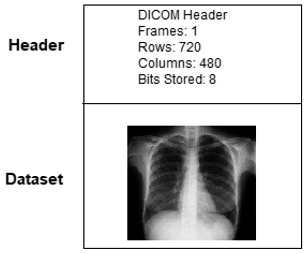 Header
DICOM Header
Frames: 1
Rows: 720
Columns: 480
Bits Stored: 8
Dataset